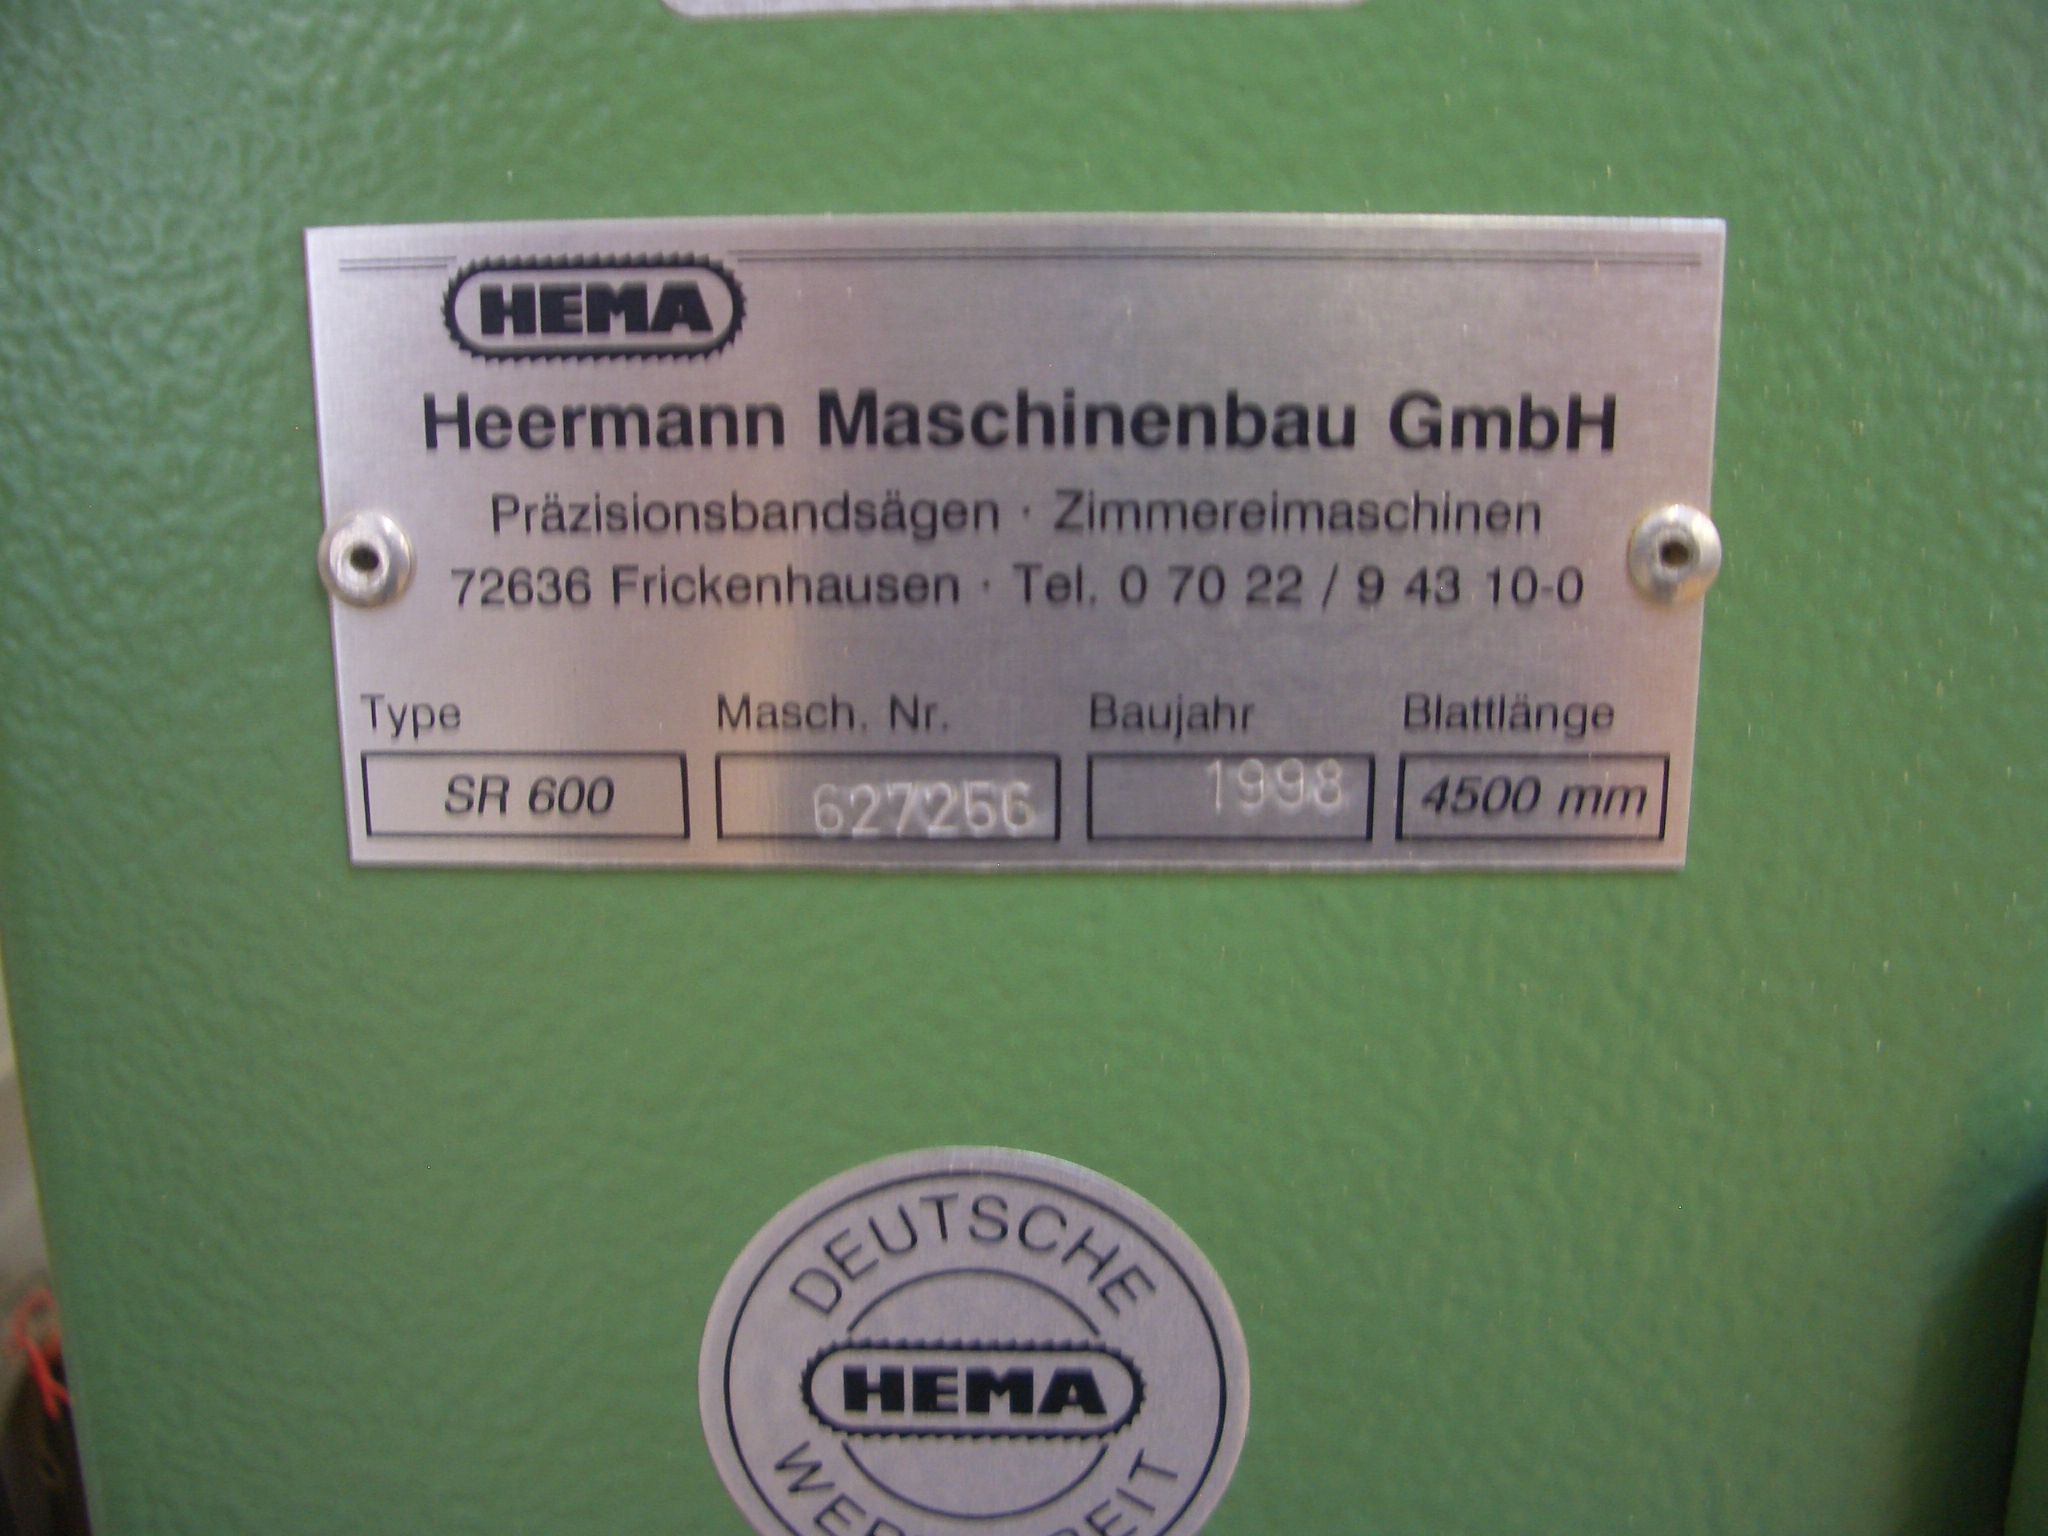 HEMA
Heermann Maschinenbau GmbH
Präzisionsbandsägen · Zimmereimaschinen
72636 Frickenhausen · Tel. 0 70 22 / 9 43 10-0
Type Masch. Nr. Baujahr Blattlänge
SR 600 627256 1998 4500 mm
DEUTSCHE
HEMA